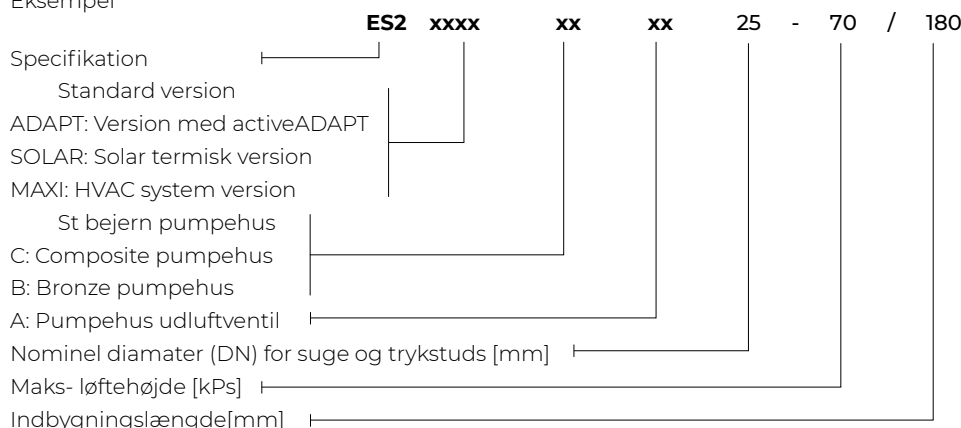 Eksempel
ES2 xxxx xx xx 25 - 70 / 180
Specifikation
Standard version
ADAPT: Version med activeADAPT
SOLAR: Solar termisk version
MAXI: HVAC system version
St bejern pumpehus
C: Composite pumpehus
B: Bronze pumpehus
A: Pumpehus udluftventil
Nominel diamater (DN) for suge og trykstuds [mm]
Maks- løftehøjde [kPs]
Indbygningslængde[mm]